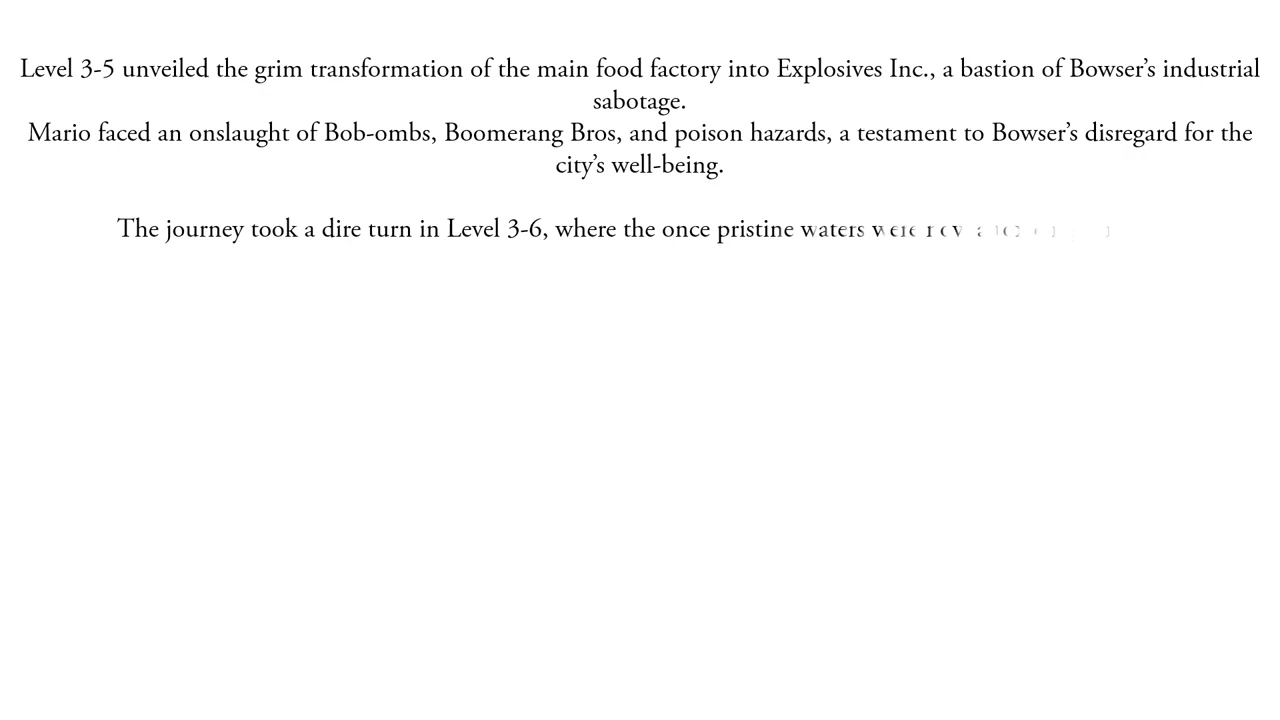 Level 3-5 unveiled the grim transformation of the main food factory into Explosives Inc., a bastion of Bowser’s industrial
sabotage.
Mario faced an onslaught of Bob-ombs, Boomerang Bros, and poison hazards, a testament to Bowser’s disregard for the
city’s well-being.
The journey took a dire turn in Level 3-6, where the once pristine waters were now a